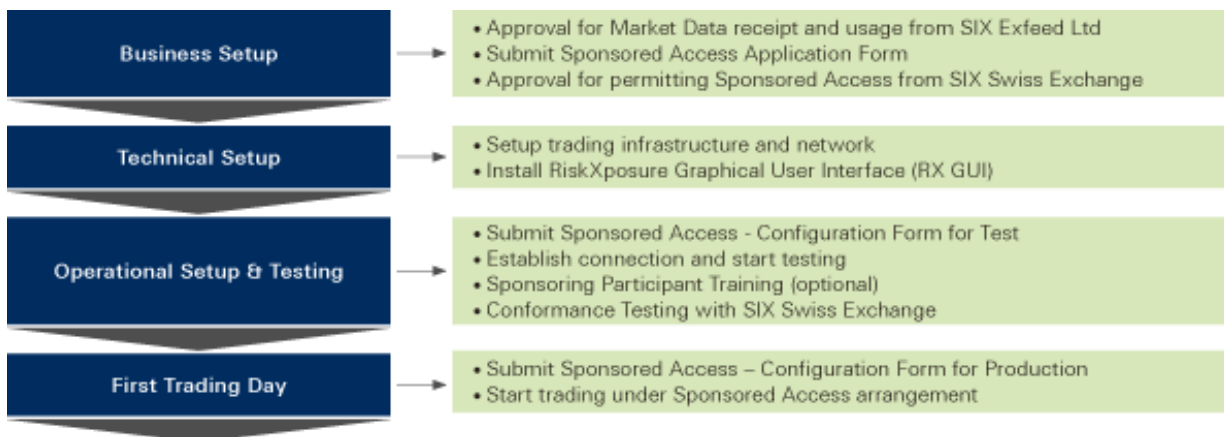 Business Setup
• Approval for Market Data receipt and usage from SIX Exfeed Ltd
• Submit Sponsored Access Application Form
• Approval for permitting Sponsored Access from SIX Swiss Exchange
Technical Setup
• Setup trading infrastructure and network
• Install RiskXposure Graphical User Interface (RX GUI)
Operational Setup & Testing
• Submit Sponsored Access - Configuration Form for Test
• Establish connection and start testing
• Sponsoring Participant Training (optional)
• Conformance Testing with SIX Swiss Exchange
First Trading Day
• Submit Sponsored Access – Configuration Form for Production
• Start trading under Sponsored Access arrangement